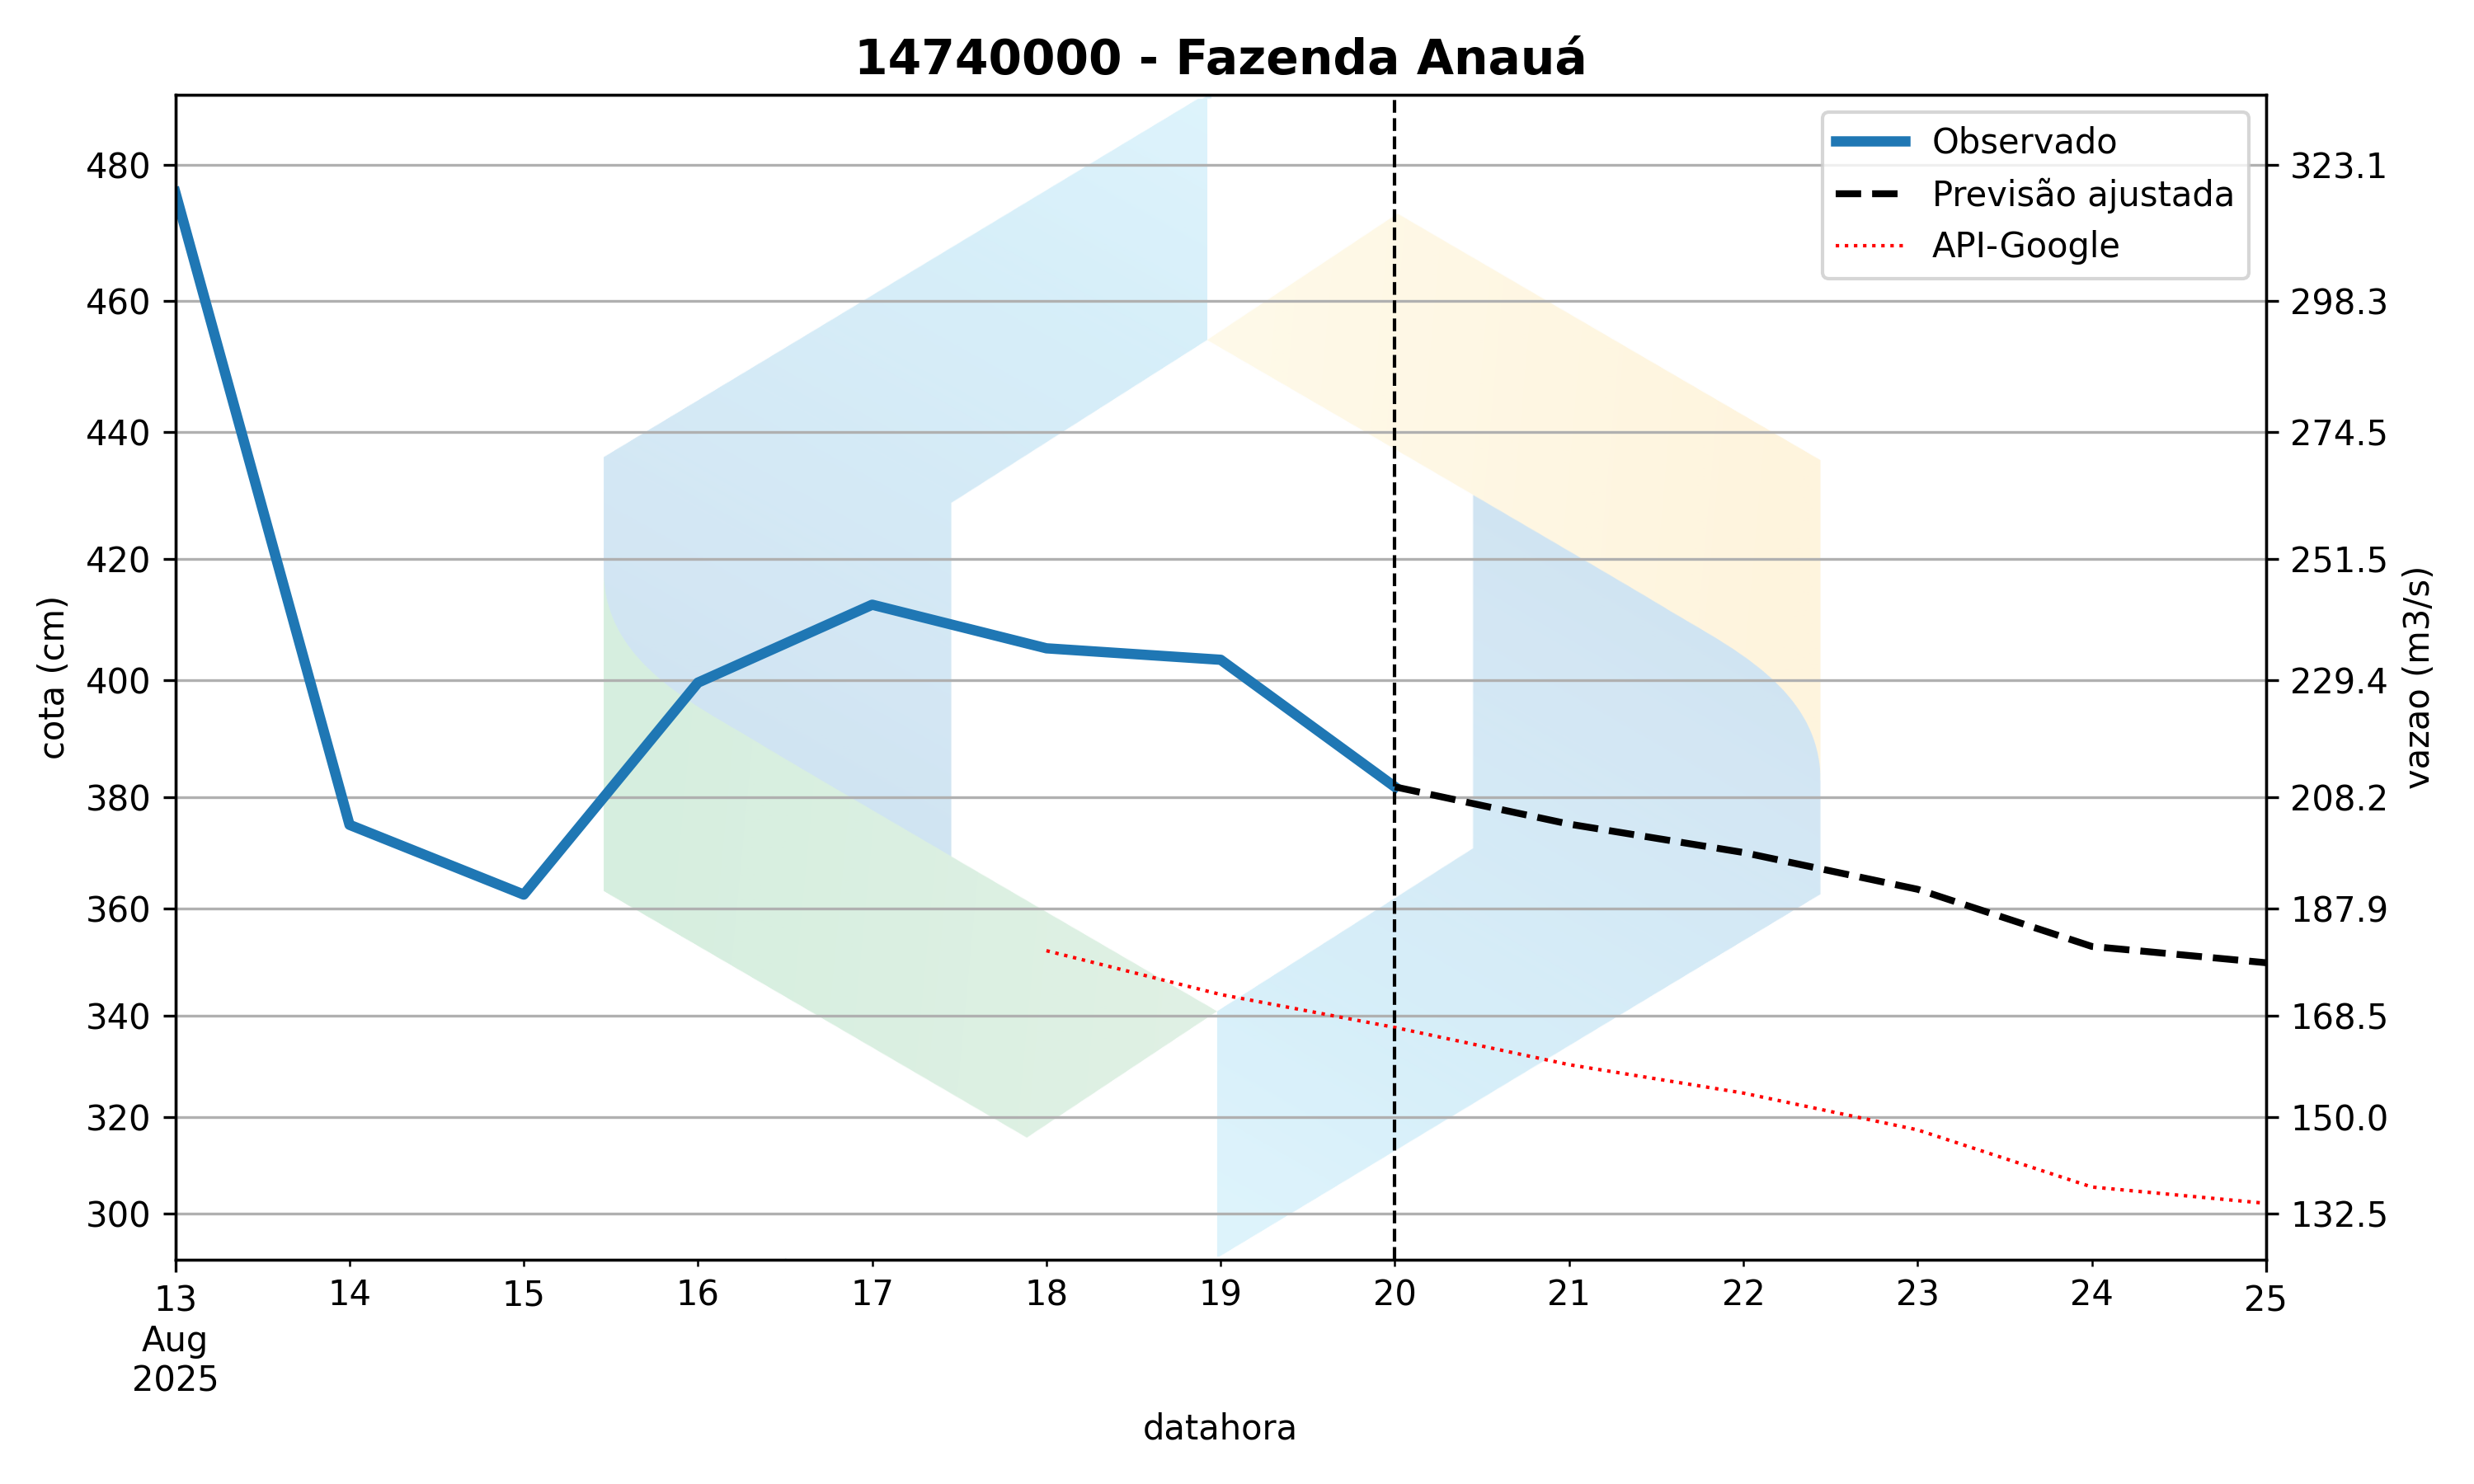 14740000 - Fazenda Anauá
Observado
Previsão ajustada
API-Google
cota (cm)
480
460
440
420
400
380
360
340
320
300
323.1
298.3
274.5
251.5
229.4
208.2
187.9
168.5
150.0
132.5
vazao (m3/s)
13 14 15 16 17 18 19 20 21 22 23 24 25
Aug
2025
datahora